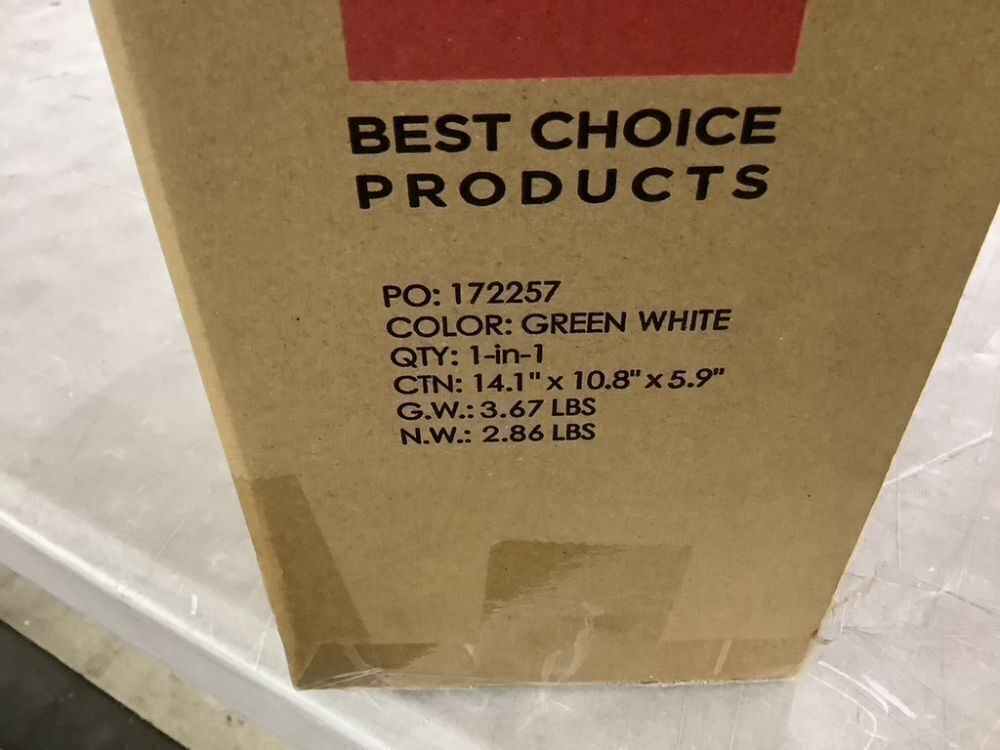 BEST CHOICE
PRODUCTS
PO: 172257
COLOR: GREEN WHITE
QTY: 1-in-1
CTN: 14.1" x 10.8" x 5.9"
G.W.: 3.67 LBS
N.W.: 2.86 LBS